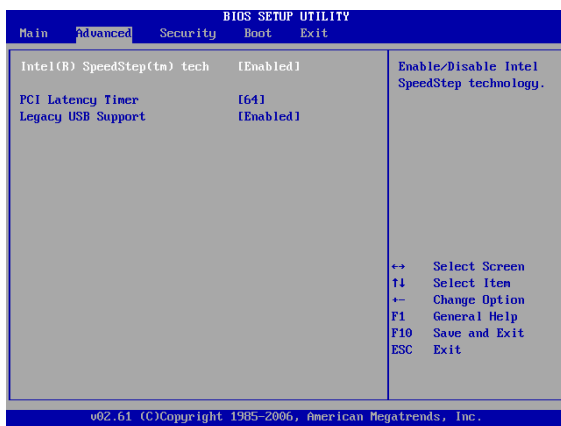 BIOS SETUP UTILITY
Main Advanced Security Boot Exit
Intel(R) SpeedStep(tm) tech [Enabled]
PCI Latency Timer [64]
Legacy USB Support [Enabled]
Enable/Disable Intel
SpeedStep technology.
↔ Select Screen
↑↓ Select Item
+- Change Option
F1 General Help
F10 Save and Exit
ESC Exit
v02.61 (C)Copyright 1985-2006, American Megatrends, Inc.